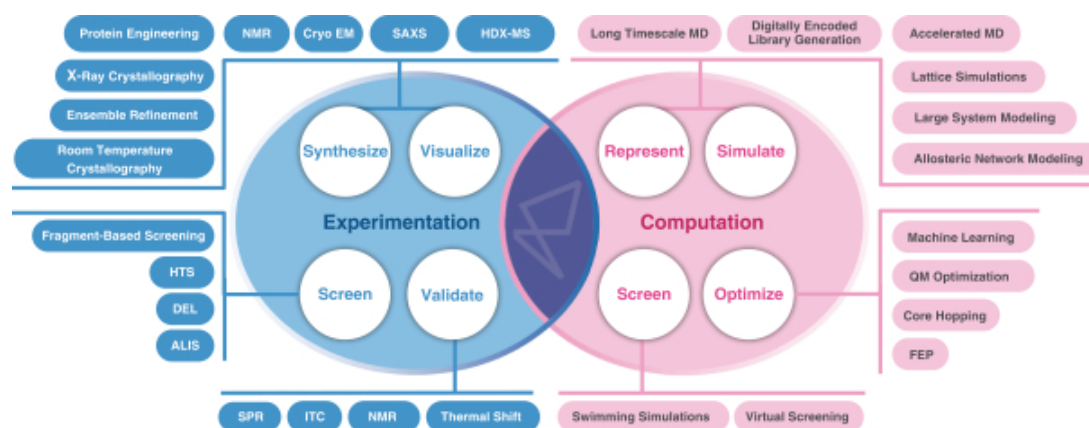 Protein Engineering
NMR
Cryo EM
SAXS
HDX-MS
Long Timescale MD
Digitally Encoded
Library Generation
Accelerated MD
X-Ray Crystallography
Ensemble Refinement
Room Temperature
Crystallography
Lattice Simulations
Large System Modeling
Allosteric Network Modeling
Synthesize
Visualize
Represent
Simulate
Experimentation
Computation
Fragment-Based Screening
HTS
DEL
ALIS
Screen
Validate
Screen
Optimize
Machine Learning
QM Optimization
Core Hopping
FEP
SPR
ITC
NMR
Thermal Shift
Swimming Simulations
Virtual Screening